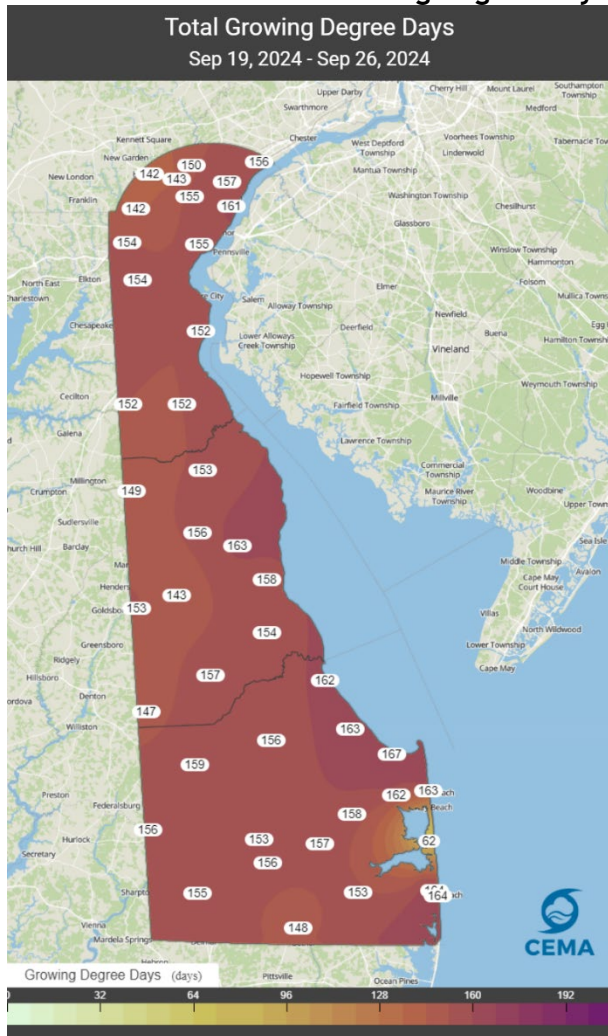 Total Growing Degree Days
Sep 19, 2024 - Sep 26, 2024
Upper Darby
Cherry Hill
Mount Laurel
Southampton
Township
Swarthmore
Medford
Chester
Kennett Square
West Deptford
Township
Voorhees Township
Lindenwold
Tabernacle
New Garden
150
156
142
143
Mantua Township
New London
157
155
Washington Township
Franklin
142
161
Chesilhurst
Glassboro
154
155
Pennsville
Winslow Township
Hammonton
North East
Elkton
154
Elmer
Folsom
Mullica
Salem
Alloway Township
Chesapeake
Deerfield
Newfield
152
Lower Alloways
Creek Township
Buena
Hamilton
Vineland
Hopewell Township
Weymouth Township
Cecilton
152
152
Fairfield Township
Millville
Galena
Lawrence Township
153
Commercial
Township
Millington
Crumpton
149
Maurice River
Township
Woodbine
Upper
Sudlersville
156
Sea Isle
Barclay
163
Middle Township
158
Avalon
Cape May
Court House
143
153
Villas
North Wildwood
Greensboro
154
Lower Township
Ridgely
157
Cape May
Hillsboro
162
Denton
147
163
Williston
156
167
159
Preston
162
163
Federalsburg
Beach
158
156
153
157
62
Hurlock
Secretary
156
155
153
164
Vienna
148
Mardela Springs
CEMA
Pittsville
Ocean Pines
Growing Degree Days (days)
32 64 96 128 160 192